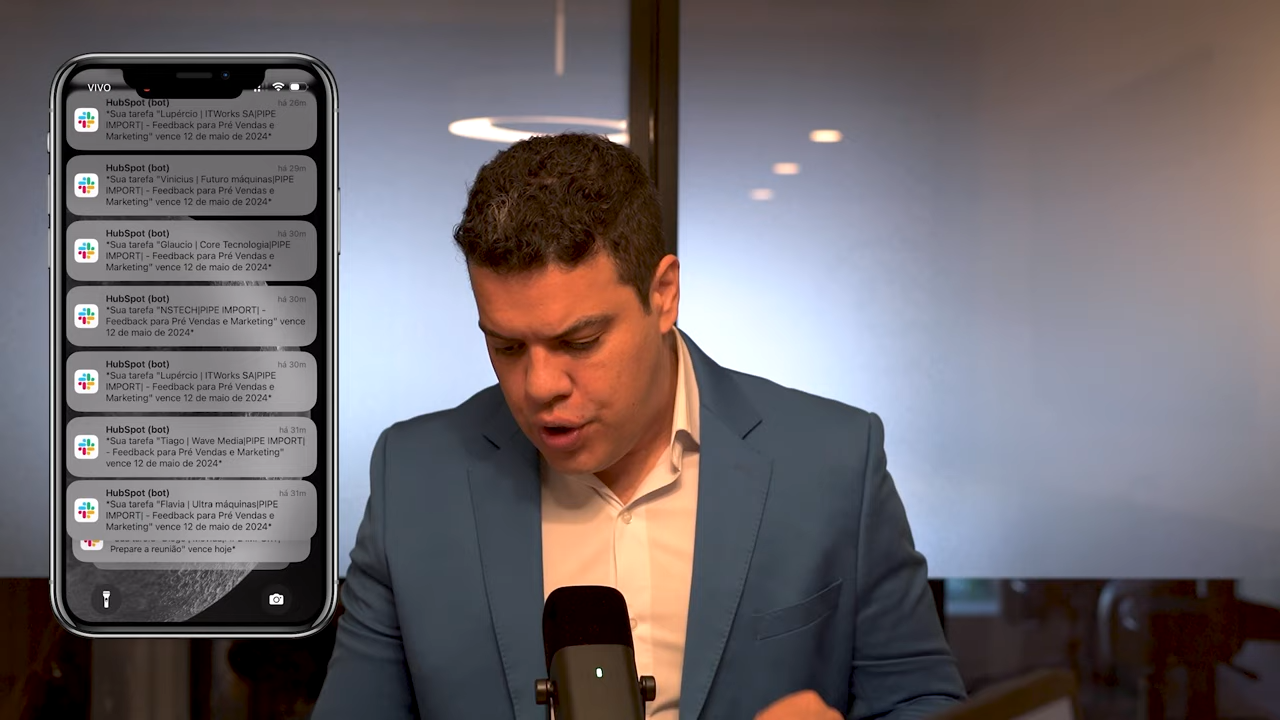 VIVO
HubSpot (bot)
há 28m
*Sua tarefa "Lupércio | ITWorks SA|PIPE
IMPORT| - Feedback para Pré Vendas e
Marketing" vence 12 de maio de 2024*
HubSpot (bot)
há 29m
*Sua tarefa "Vinicius | Futuro máquinas|PIPE
IMPORT| - Feedback para Pré Vendas e
Marketing" vence 12 de maio de 2024*
HubSpot (bot)
há 30m
*Sua tarefa "Glaucio | Core Tecnologia|PIPE
IMPORT| - Feedback para Pré Vendas e
Marketing" vence 12 de maio de 2024*
HubSpot (bot)
há 30m
*Sua tarefa "NSTECH|PIPE IMPORT| -
Feedback para Pré Vendas e Marketing" vence
12 de maio de 2024*
HubSpot (bot)
há 30m
*Sua tarefa "Lupércio | ITWorks SA|PIPE
IMPORT| - Feedback para Pré Vendas e
Marketing" vence 12 de maio de 2024*
HubSpot (bot)
há 31m
*Sua tarefa "Tiago | Wave Media|PIPE IMPORT|
- Feedback para Pré Vendas e Marketing"
vence 12 de maio de 2024*
HubSpot (bot)
há 31m
*Sua tarefa "Flavia | Ultra máquinas|PIPE
IMPORT| - Feedback para Pré Vendas e
Marketing" vence 12 de maio de 2024*
Prepare a reunião" vence hoje*